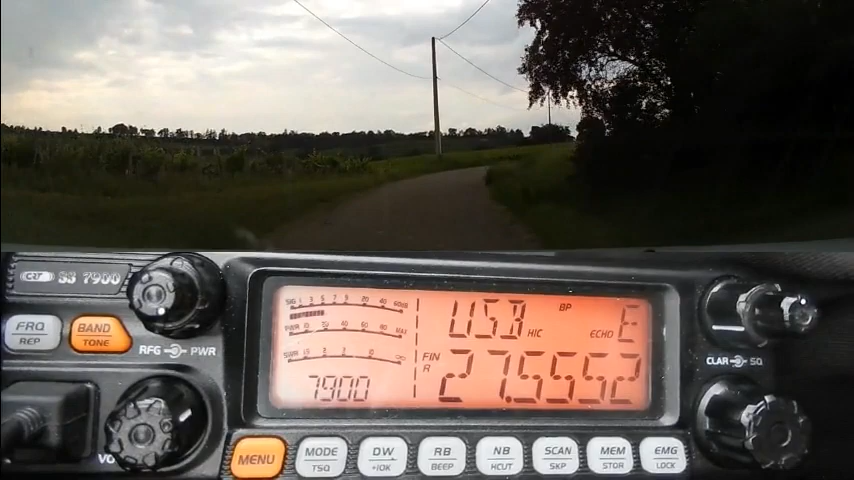 CRT SS 7900
FRQ
REP
BAND
TONE
RFG PWR
SIG 1 3 5 7 9 20 40 60dB
PWR 10 20 40 60 80 MAX
SWR 1.5 2 3 10 ∞
7900
USB
HIC
BP
ECHO
E
FIN
R
27.5552
CLAR SQ
VO
MENU
MODE
TSQ
DW
+10K
RB
BEEP
NB
HCUT
SCAN
SKP
MEM
STOR
EMG
LOCK